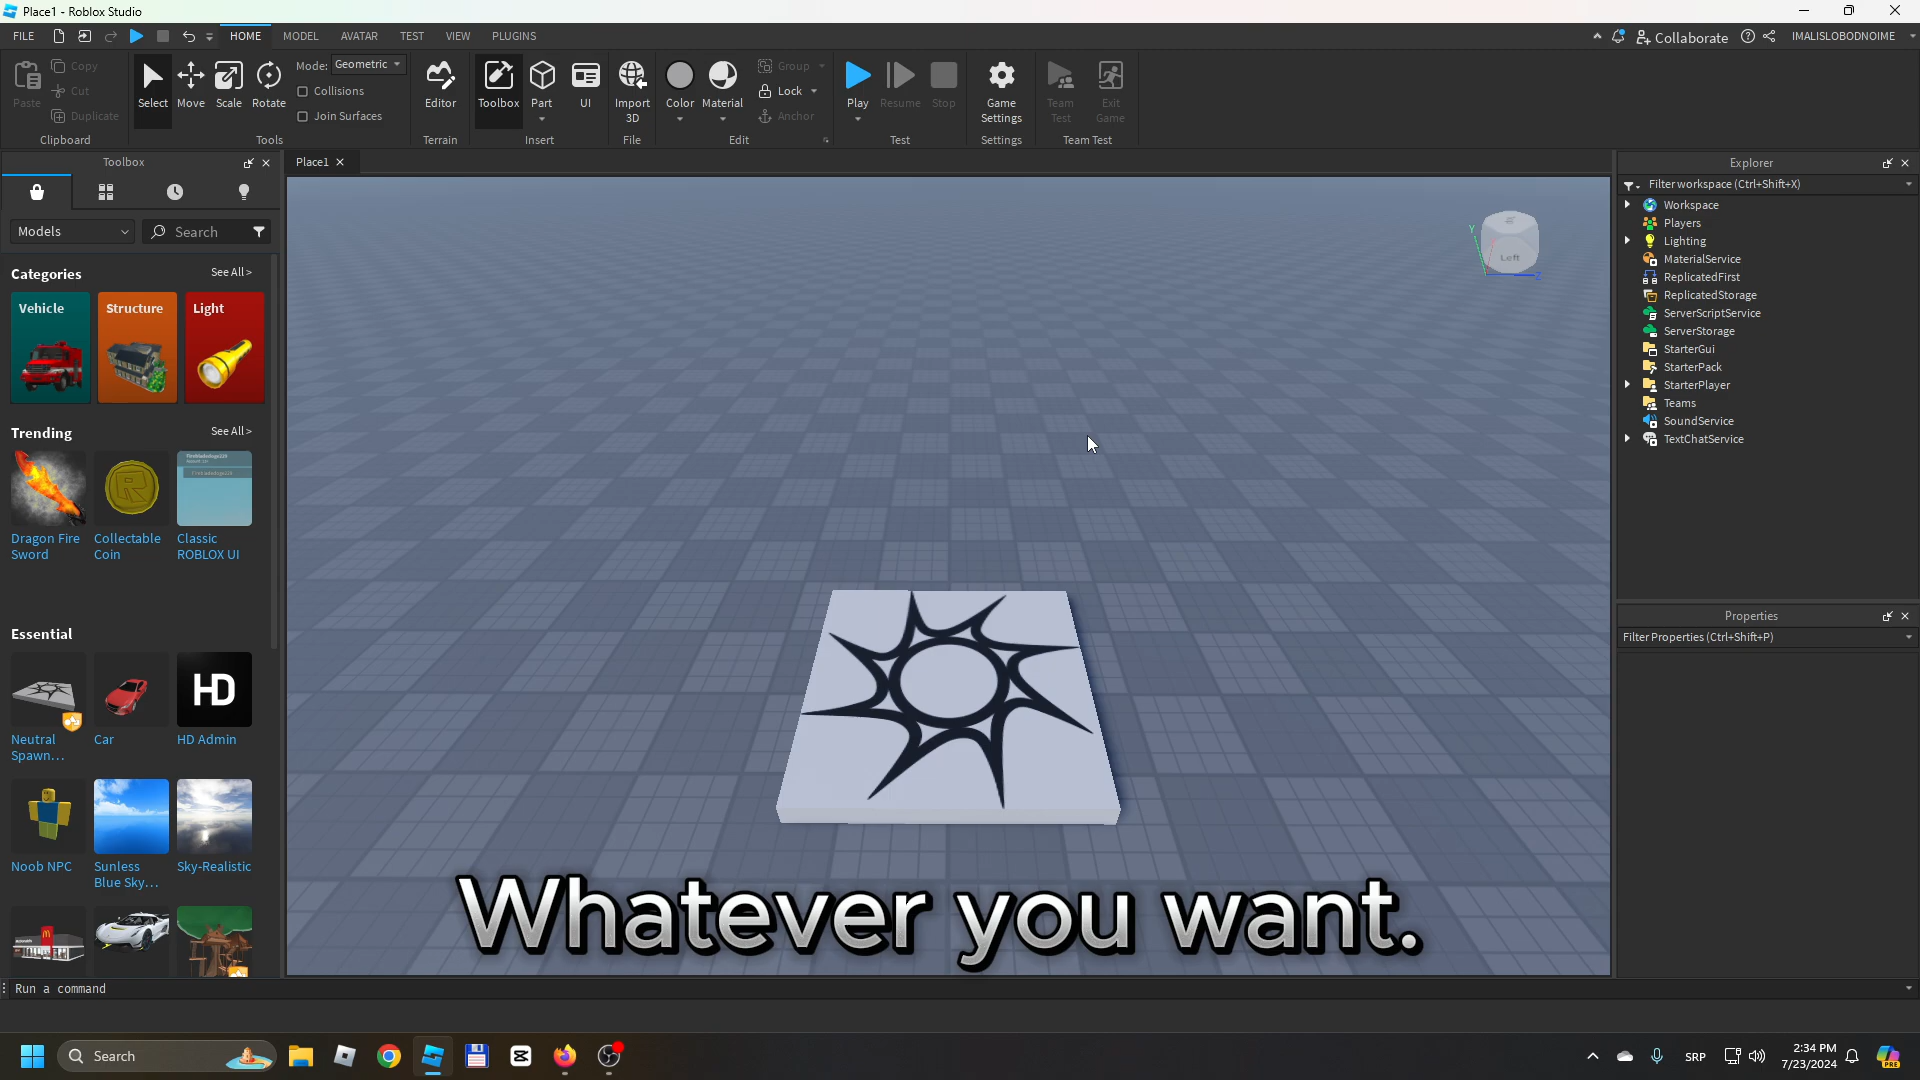 Place1 - Roblox Studio
FILE
HOME
MODEL
AVATAR
TEST
VIEW
PLUGINS
Collaborate
IMALISLOBODNOIME
Paste
Copy
Cut
Duplicate
Clipboard
Select
Move
Scale
Rotate
Mode: Geometric
Collisions
Join Surfaces
Tools
Editor
Terrain
Toolbox
Part
UI
Insert
Import
3D
File
Color
Material
Group
Lock
Anchor
Edit
Play
Resume
Stop
Test
Game
Settings
Settings
Team
Test
Exit
Game
Team Test
Toolbox
Models
Search
Categories
See All >
Vehicle
Structure
Light
Trending
See All >
Dragon Fire
Sword
Collectable
Coin
Classic
ROBLOX UI
Essential
HD
Neutral
Spawn...
Car
HD Admin
Noob NPC
Sunless
Blue Sky...
Sky-Realistic
Place1
Y
Z
Left
Whatever you want.
Explorer
Filter workspace (Ctrl+Shift+X)
Workspace
Players
Lighting
MaterialService
ReplicatedFirst
ReplicatedStorage
ServerScriptService
ServerStorage
StarterGui
StarterPack
StarterPlayer
Teams
SoundService
TextChatService
Properties
Filter Properties (Ctrl+Shift+P)
Run a command
Search
SRP
2:34 PM
7/23/2024
PRE